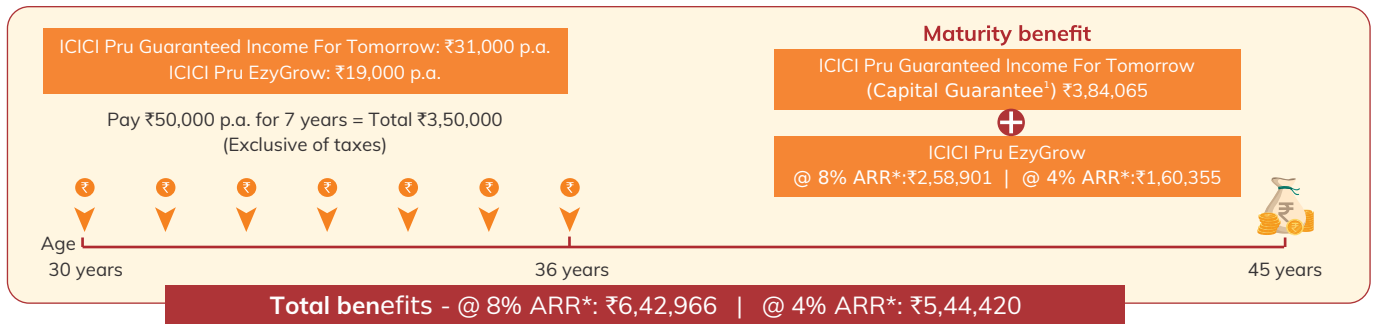 ICICI Pru Guaranteed Income For Tomorrow: ₹31,000 p.a.
ICICI Pru EzyGrow: ₹19,000 p.a.
Pay ₹50,000 p.a. for 7 years = Total ₹3,50,000
(Exclusive of taxes)
Maturity benefit
ICICI Pru Guaranteed Income For Tomorrow
(Capital Guarantee¹) ₹3,84,065
+
ICICI Pru EzyGrow
@ 8% ARR*:₹2,58,901 | @ 4% ARR*:₹1,60,355
₹ ₹ ₹ ₹ ₹ ₹ ₹
₹ ₹
Age
30 years 36 years 45 years
Total benefits - @ 8% ARR*: ₹6,42,966 | @ 4% ARR*: ₹5,44,420